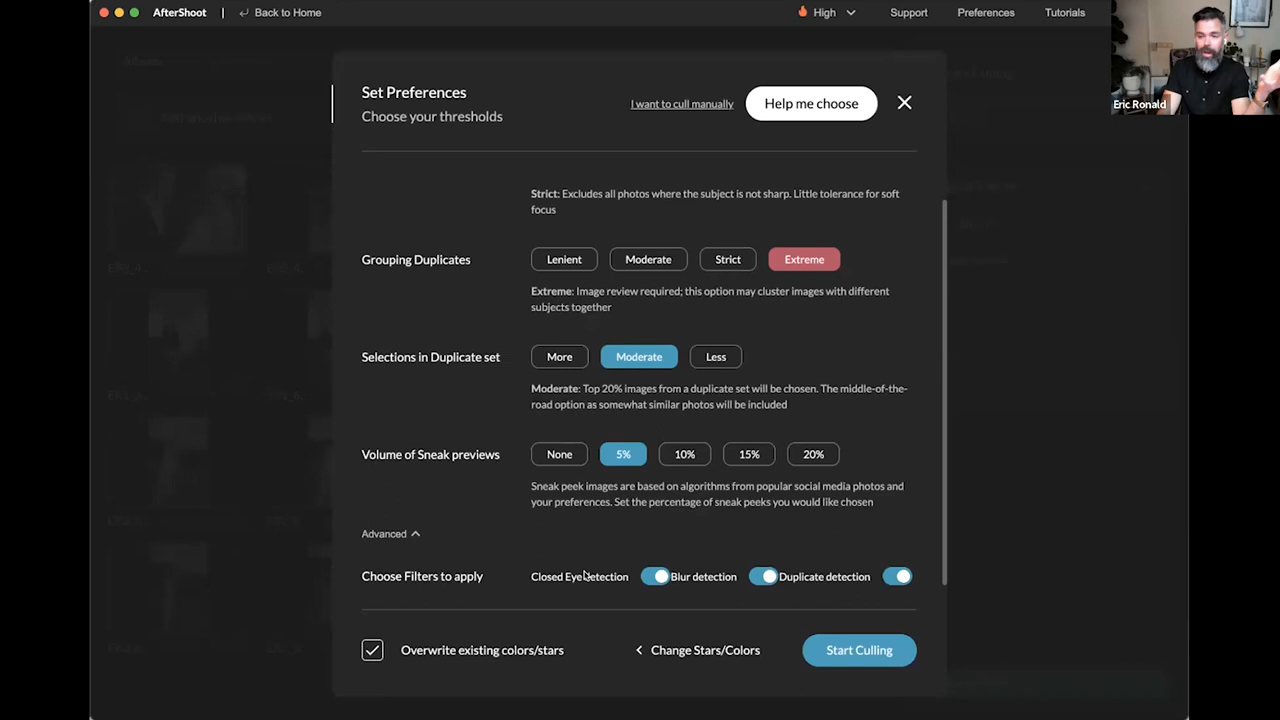 AfterShoot | Back to Home High Support Preferences Tutorials
Eric Ronald
Set Preferences
Choose your thresholds
I want to cull manually Help me choose
Strict: Excludes all photos where the subject is not sharp. Little tolerance for soft
focus
Grouping Duplicates Lenient Moderate Strict Extreme
Extreme: Image review required; this option may cluster images with different
subjects together
Selections in Duplicate set More Moderate Less
Moderate: Top 20% images from a duplicate set will be chosen. The middle-of-the-
road option as somewhat similar photos will be included
Volume of Sneak previews None 5% 10% 15% 20%
Sneak peek images are based on algorithms from popular social media photos and
your preferences. Set the percentage of sneak peeks you would like chosen
Advanced
Choose Filters to apply Closed Eye detection Blur detection Duplicate detection
Overwrite existing colors/stars Change Stars/Colors Start Culling